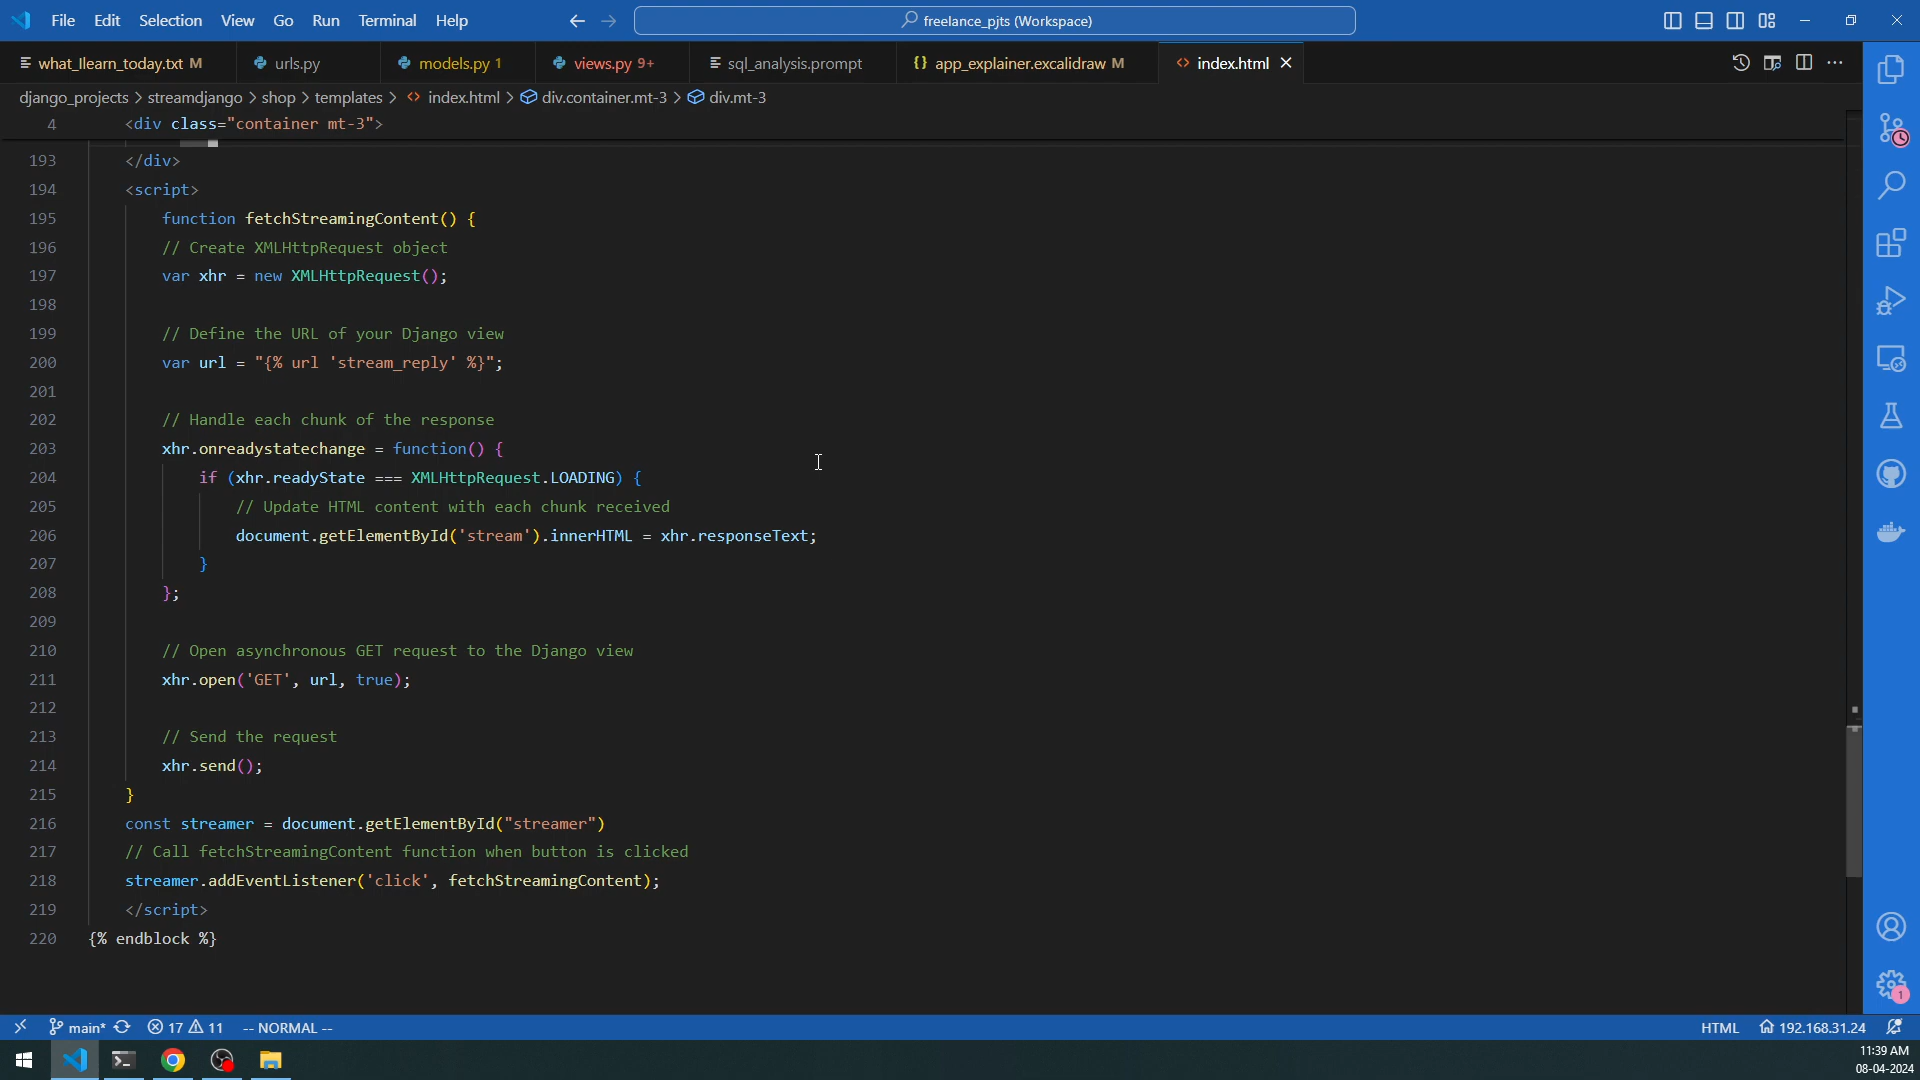 File Edit Selection View Go Run Terminal Help
freelance_pjts (Workspace)
what_Ilearn_today.txt M
urls.py
models.py 1
views.py 9+
sql_analysis.prompt
{} app_explainer.excalidraw M
<> index.html
django_projects > streamdjango > shop > templates > <> index.html > div.container.mt-3 > div.mt-3
4 <div class="container mt-3">
193 </div>
194 <script>
195 function fetchStreamingContent() {
196 // Create XMLHttpRequest object
197 var xhr = new XMLHttpRequest();
198
199 // Define the URL of your Django view
200 var url = "{% url 'stream_reply' %}";
201
202 // Handle each chunk of the response
203 xhr.onreadystatechange = function() {
204 if (xhr.readyState === XMLHttpRequest.LOADING) {
205 // Update HTML content with each chunk received
206 document.getElementById('stream').innerHTML = xhr.responseText;
207 }
208 };
209
210 // Open asynchronous GET request to the Django view
211 xhr.open('GET', url, true);
212
213 // Send the request
214 xhr.send();
215 }
216 const streamer = document.getElementById("streamer")
217 // Call fetchStreamingContent function when button is clicked
218 streamer.addEventListener('click', fetchStreamingContent);
219 </script>
220 {% endblock %}
1
main* 17 11 -- NORMAL --
HTML 192.168.31.24
11:39 AM
08-04-2024